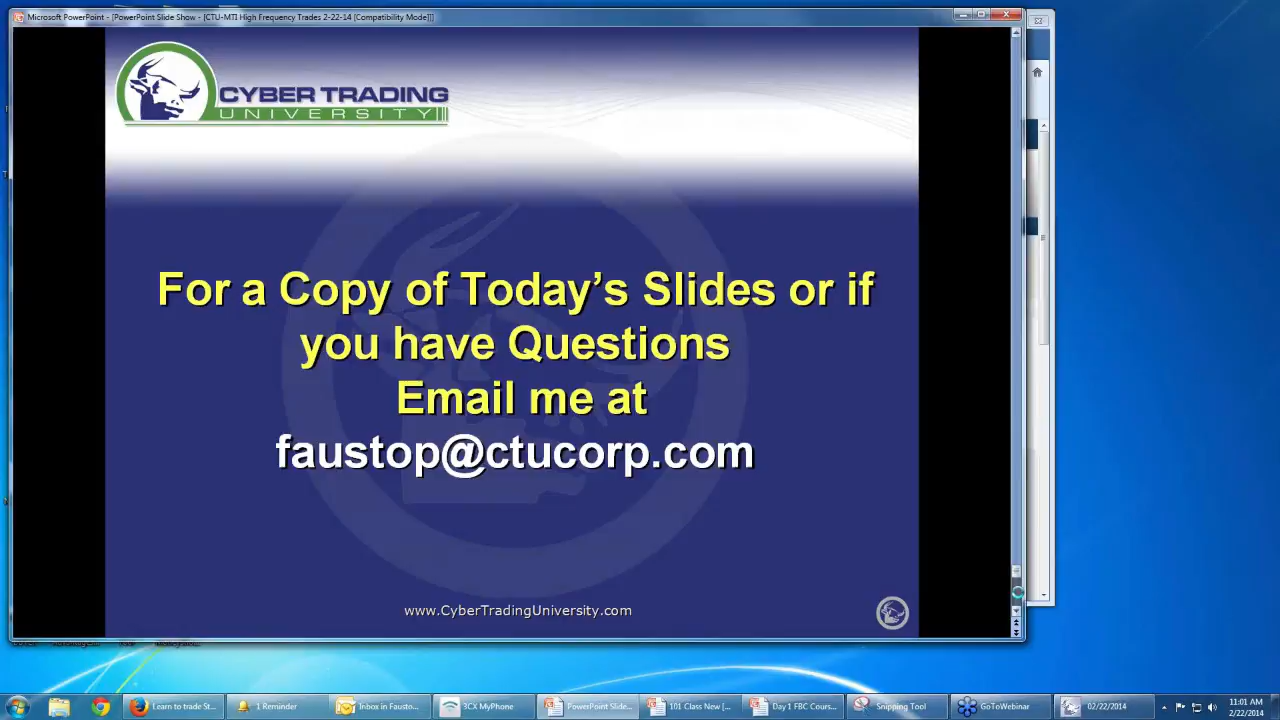 Microsoft PowerPoint - [PowerPoint Slide Show - [CTU-MTI High Frequency Trades 2-22-14 [Compatibility Mode]]]
CYBER TRADING
UNIVERSITY
For a Copy of Today’s Slides or if
you have Questions
Email me at
faustop@ctucorp.com
www.CyberTradingUniversity.com
Learn to trade St...
1 Reminder
Inbox in Fausto...
3CX MyPhone
PowerPoint Slide...
101 Class New [...
Day 1 FBC Cours...
Snipping Tool
GoToWebinar
02/22/2014
11:01 AM
2/22/2014